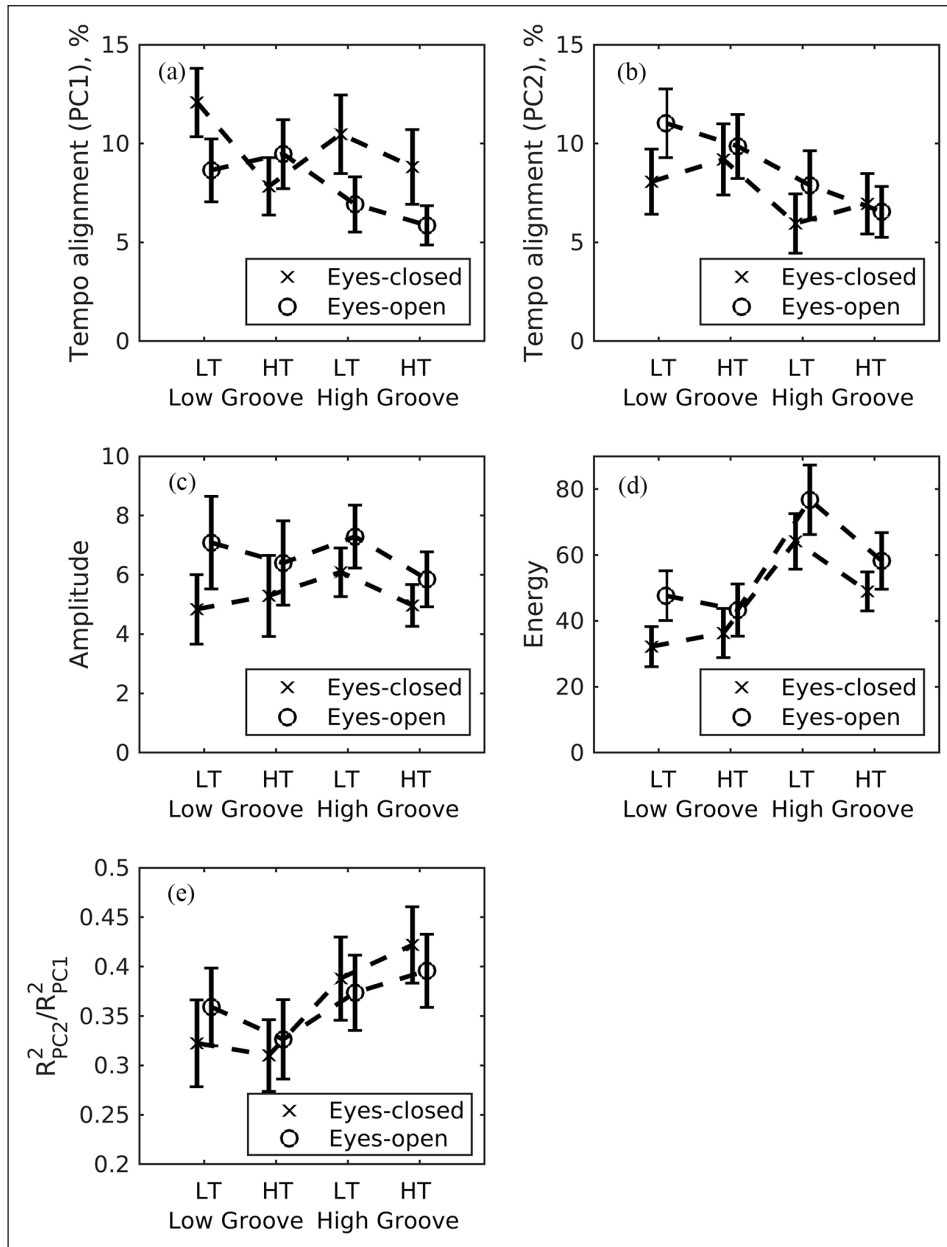 (a)
Tempo alignment (PC1), %
15
10
5
0
Eyes-closed
Eyes-open
LT HT LT HT
Low Groove High Groove
(b)
Tempo alignment (PC2), %
15
10
5
0
Eyes-closed
Eyes-open
LT HT LT HT
Low Groove High Groove
(c)
Amplitude
10
8
6
4
2
0
Eyes-closed
Eyes-open
LT HT LT HT
Low Groove High Groove
(d)
Energy
80
60
40
20
0
Eyes-closed
Eyes-open
LT HT LT HT
Low Groove High Groove
(e)
R²PC2/R²PC1
0.5
0.45
0.4
0.35
0.3
0.25
0.2
Eyes-closed
Eyes-open
LT HT LT HT
Low Groove High Groove